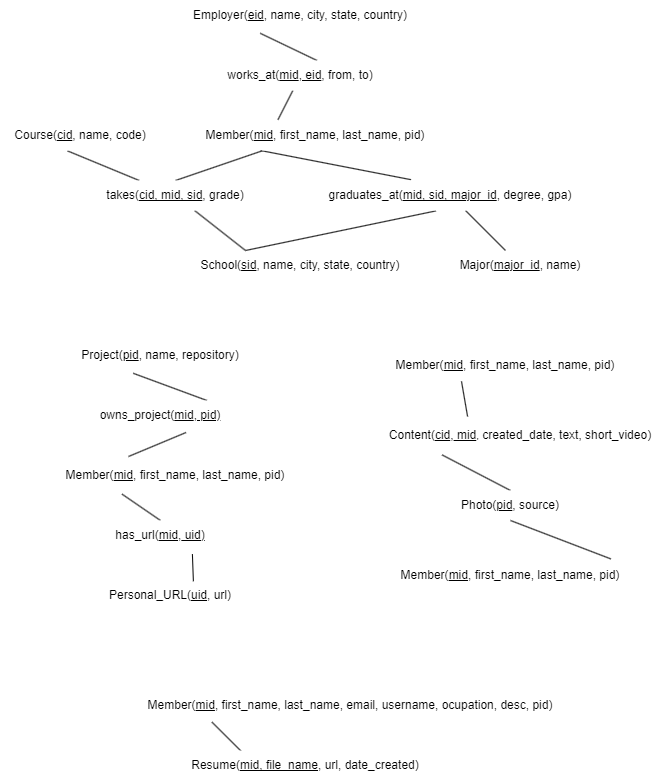 Employer(eid, name, city, state, country)
works_at(mid, eid, from, to)
Course(cid, name, code)
Member(mid, first_name, last_name, pid)
takes(cid, mid, sid, grade)
graduates_at(mid, sid, major_id, degree, gpa)
School(sid, name, city, state, country)
Major(major_id, name)
Project(pid, name, repository)
owns_project(mid, pid)
Member(mid, first_name, last_name, pid)
has_url(mid, uid)
Personal_URL(uid, url)
Member(mid, first_name, last_name, pid)
Content(cid, mid, created_date, text, short_video)
Photo(pid, source)
Member(mid, first_name, last_name, pid)
Member(mid, first_name, last_name, email, username, ocupation, desc, pid)
Resume(mid, file_name, url, date_created)